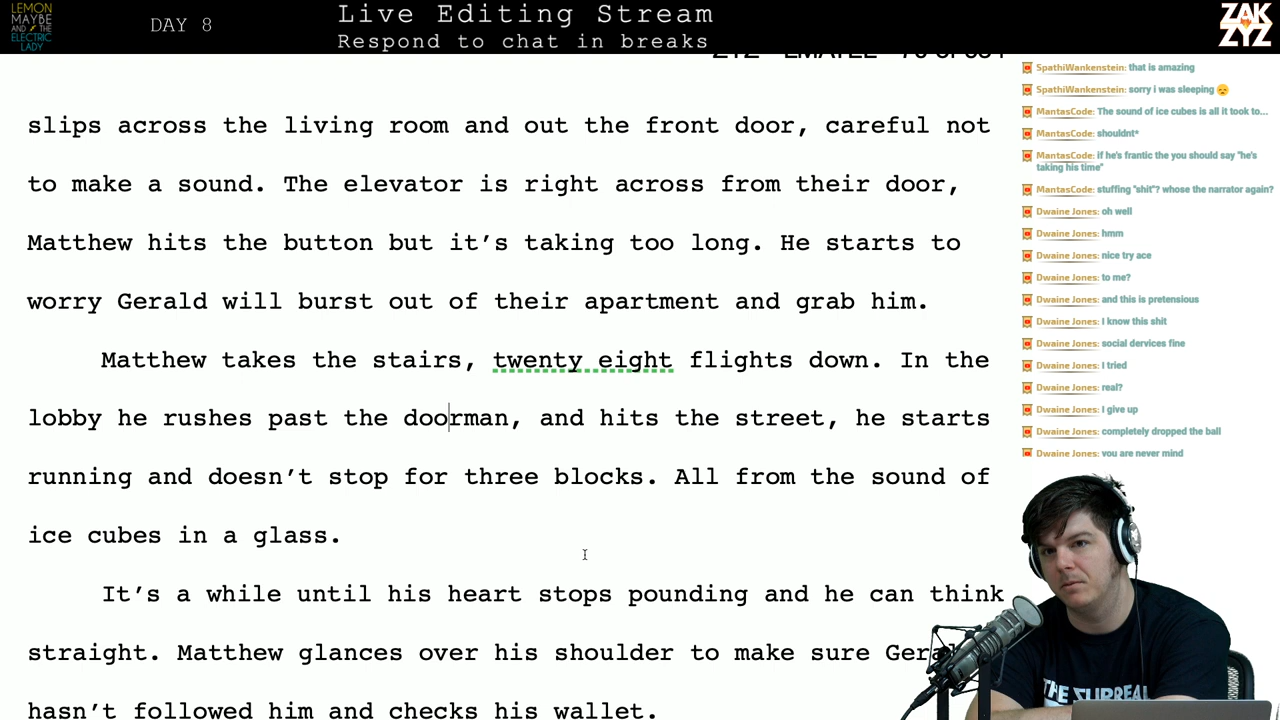 LEMON
MAYBE
AND THE
ELECTRIC
LADY
DAY 8
Live Editing Stream
Respond to chat in breaks
ZAK
ZYZ
slips across the living room and out the front door, careful not
to make a sound. The elevator is right across from their door,
Matthew hits the button but it’s taking too long. He starts to
worry Gerald will burst out of their apartment and grab him.
Matthew takes the stairs, twenty eight flights down. In the
lobby he rushes past the doorman, and hits the street, he starts
running and doesn’t stop for three blocks. All from the sound of
ice cubes in a glass.
It’s a while until his heart stops pounding and he can think
straight. Matthew glances over his shoulder to make sure
hasn’t followed him and checks his wallet.
SpathiWankenstein: that is amazing
SpathiWankenstein: sorry i was sleeping 😞
MantasCode: The sound of ice cubes is all it took to...
MantasCode: shouldnt*
MantasCode: if he's frantic the you should say "he's
taking his time"
MantasCode: stuffing "shit"? whose the narrator again?
Dwaine Jones: oh well
Dwaine Jones: hmm
Dwaine Jones: nice try ace
Dwaine Jones: to me?
Dwaine Jones: and this is pretensious
Dwaine Jones: I know this shit
Dwaine Jones: social dervices fine
Dwaine Jones: I tried
Dwaine Jones: real?
Dwaine Jones: I give up
Dwaine Jones: completely dropped the ball
Dwaine Jones: you are never mind
THE SURREAL